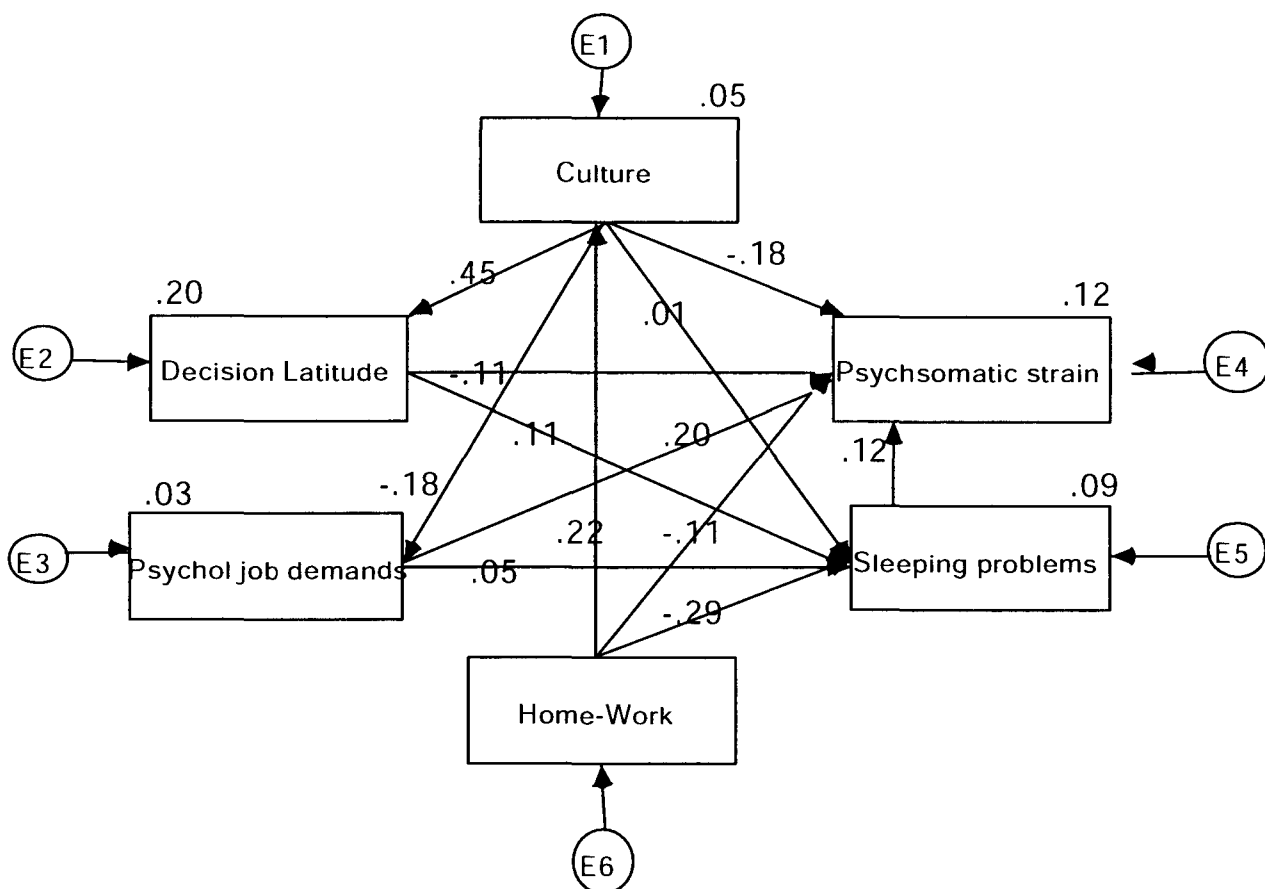 E1
.05
Culture
-.18
.45
.20
.01
.12
E2
Decision Latitude
-.11
Psychsomatic strain
E4
.11
.20
.12
-.18
.03
.09
.22
-.11
E3
Psychol job demands
.05
Sleeping problems
E5
-.29
Home-Work
E6